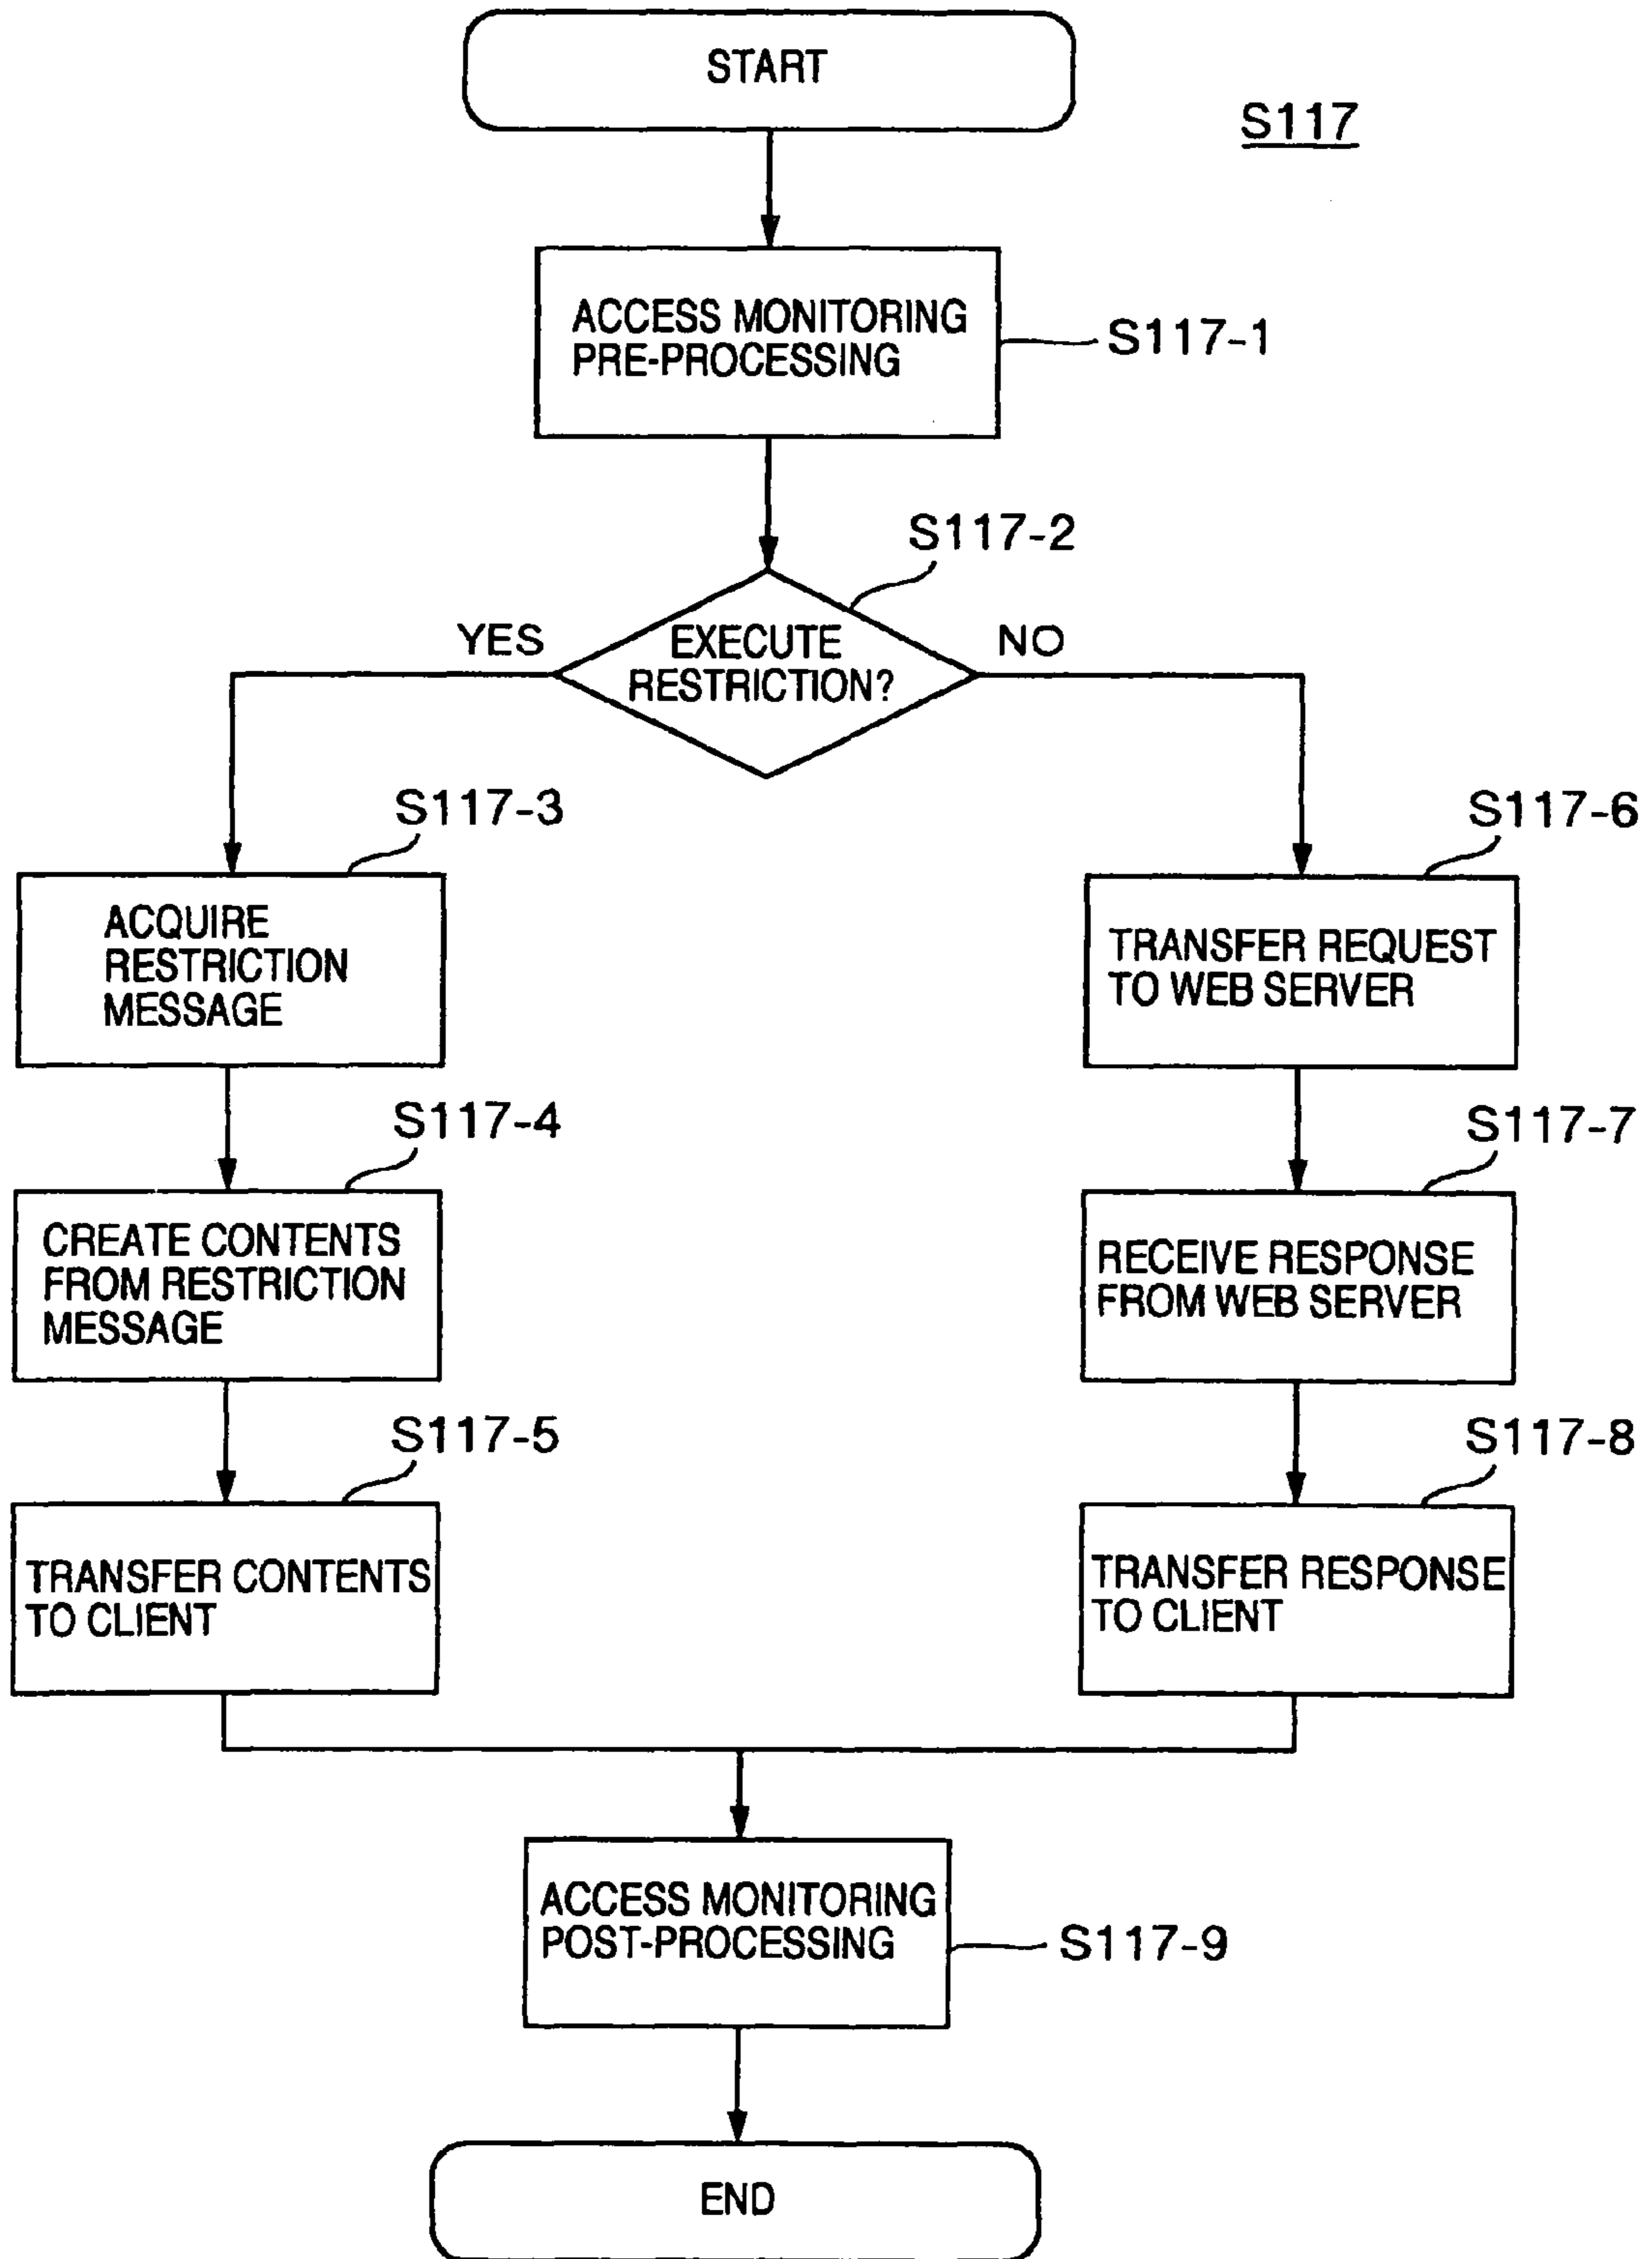 START
S117
ACCESS MONITORING
PRE-PROCESSING
S117-1
S117-2
YES
EXECUTE
RESTRICTION?
NO
S117-3
ACQUIRE
RESTRICTION
MESSAGE
S117-6
TRANSFER REQUEST
TO WEB SERVER
S117-4
CREATE CONTENTS
FROM RESTRICTION
MESSAGE
S117-7
RECEIVE RESPONSE
FROM WEB SERVER
S117-5
TRANSFER CONTENTS
TO CLIENT
S117-8
TRANSFER RESPONSE
TO CLIENT
ACCESS MONITORING
POST-PROCESSING
S117-9
END